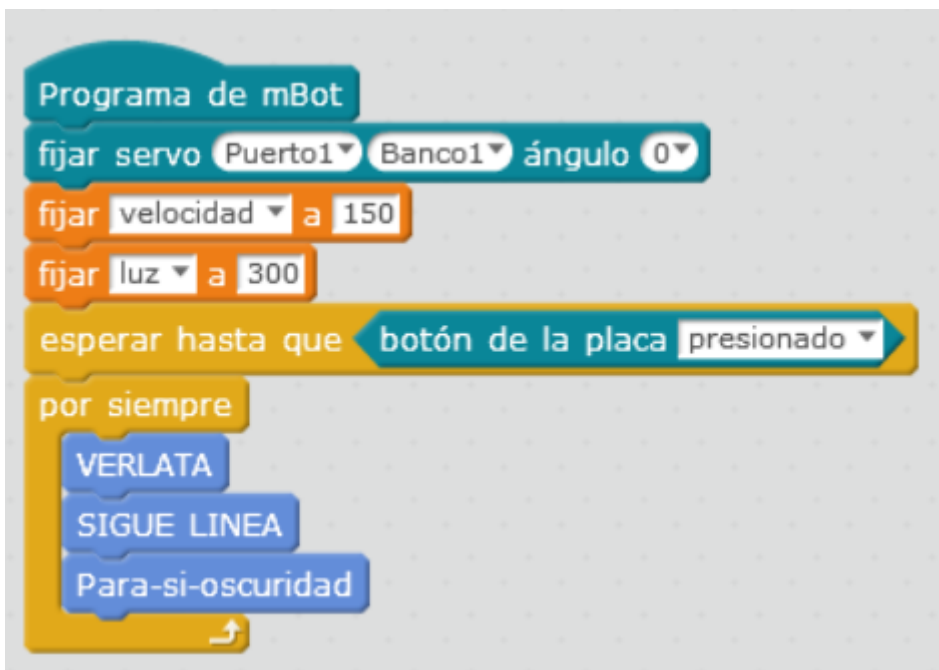 Programa de mBot
fijar servo Puerto1 Banco1 ángulo 0
fijar velocidad a 150
fijar luz a 300
esperar hasta que botón de la placa presionado
por siempre
VERLATA
SIGUE LINEA
Para-si-oscuridad